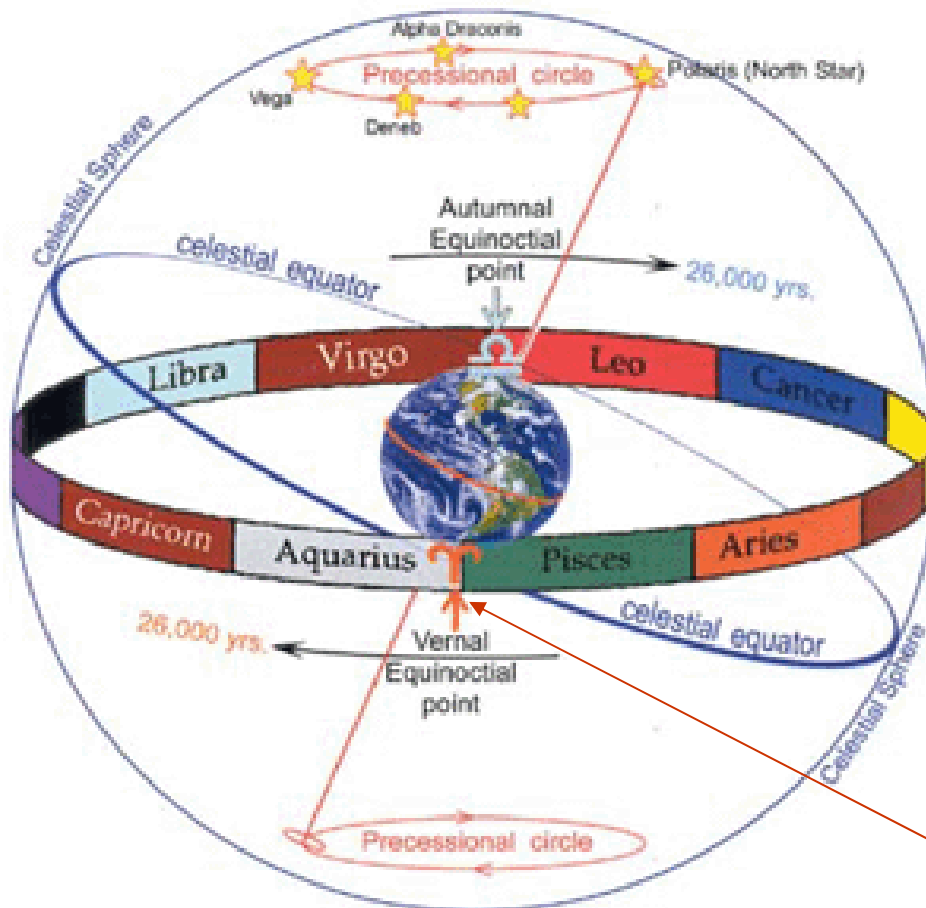 Alpha Draconis
Precessional circle
Polaris (North Star)
Vega
Deneb
Celestial Sphere
Autumnal
Equinoctial
point
celestial equator
26,000 yrs.
Virgo
Leo
Libra
Cancer
Capricorn
Aquarius
Pisces
Aries
26,000 yrs.
Vernal
Equinoctial
point
celestial equator
Celestial Sphere
Precessional circle